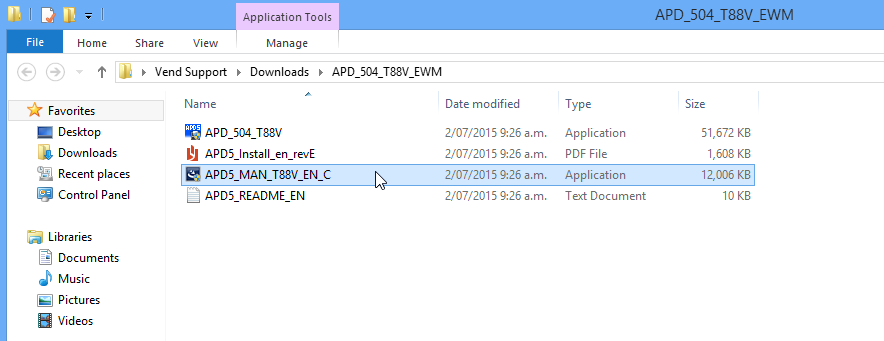 Application Tools
APD_504_T88V_EWM
File Home Share View Manage
Vend Support Downloads APD_504_T88V_EWM
Name Date modified Type Size
Favorites
Desktop
Downloads
Recent places
Control Panel
Libraries
Documents
Music
Pictures
Videos
APD_504_T88V 2/07/2015 9:26 a.m. Application 51,672 KB
APD5_Install_en_revE 2/07/2015 9:26 a.m. PDF File 1,608 KB
APD5_MAN_T88V_EN_C 2/07/2015 9:26 a.m. Application 12,006 KB
APD5_README_EN 2/07/2015 9:26 a.m. Text Document 10 KB